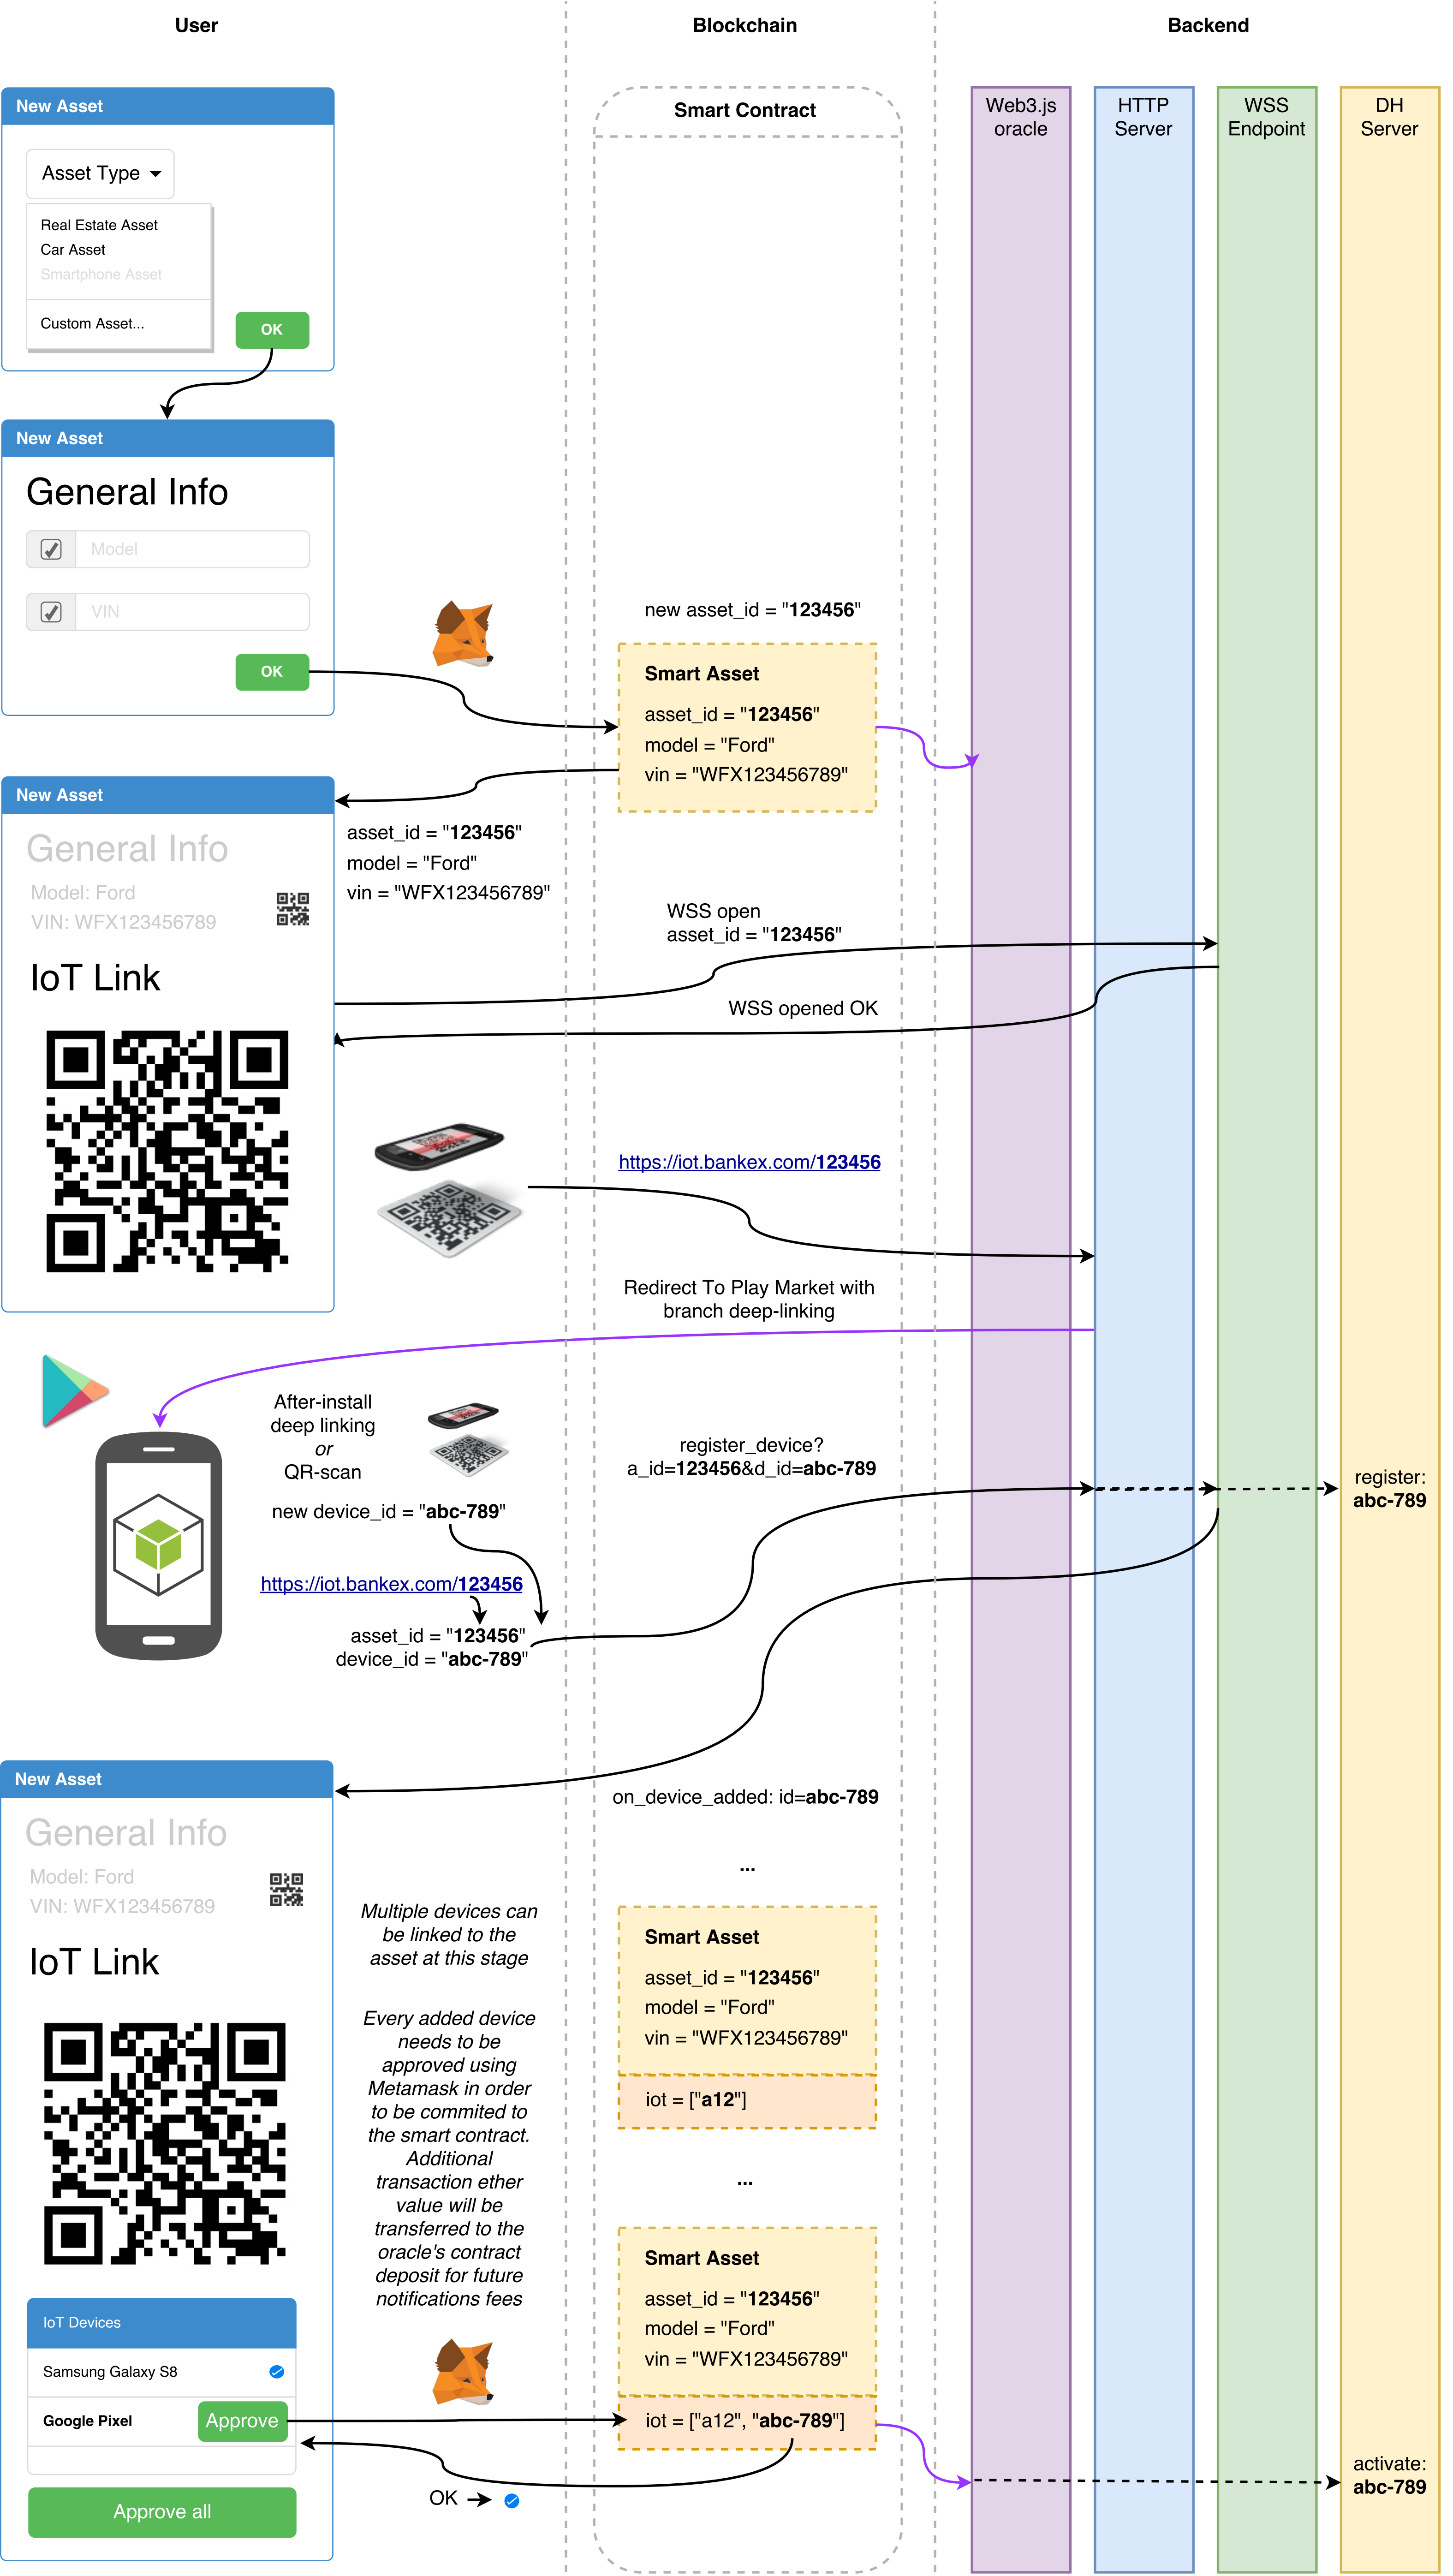 User
Blockchain
Backend
New Asset
Asset Type
Real Estate Asset
Car Asset
Smartphone Asset
Custom Asset...
OK
Smart Contract
Web3.js
oracle
HTTP
Server
WSS
Endpoint
DH
Server
New Asset
General Info
Model
VIN
OK
new asset_id = "123456"
Smart Asset
asset_id = "123456"
model = "Ford"
vin = "WFX123456789"
New Asset
General Info
Model: Ford
VIN: WFX123456789
IoT Link
asset_id = "123456"
model = "Ford"
vin = "WFX123456789"
WSS open
asset_id = "123456"
WSS opened OK
https://iot.bankex.com/123456
Redirect To Play Market with
branch deep-linking
After-install
deep linking
or
QR-scan
new device_id = "abc-789"
https://iot.bankex.com/123456
asset_id = "123456"
device_id = "abc-789"
register_device?
a_id=123456&d_id=abc-789
register:
abc-789
on_device_added: id=abc-789
...
New Asset
General Info
Model: Ford
VIN: WFX123456789
IoT Link
Multiple devices can
be linked to the
asset at this stage
Every added device
needs to be
approved using
Metamask in order
to be commited to
the smart contract.
Additional
transaction ether
value will be
transferred to the
oracle's contract
deposit for future
notifications fees
Smart Asset
asset_id = "123456"
model = "Ford"
vin = "WFX123456789"
iot = ["a12"]
...
Smart Asset
asset_id = "123456"
model = "Ford"
vin = "WFX123456789"
iot = ["a12", "abc-789"]
IoT Devices
Samsung Galaxy S8
Google Pixel
Approve
Approve all
OK
activate:
abc-789